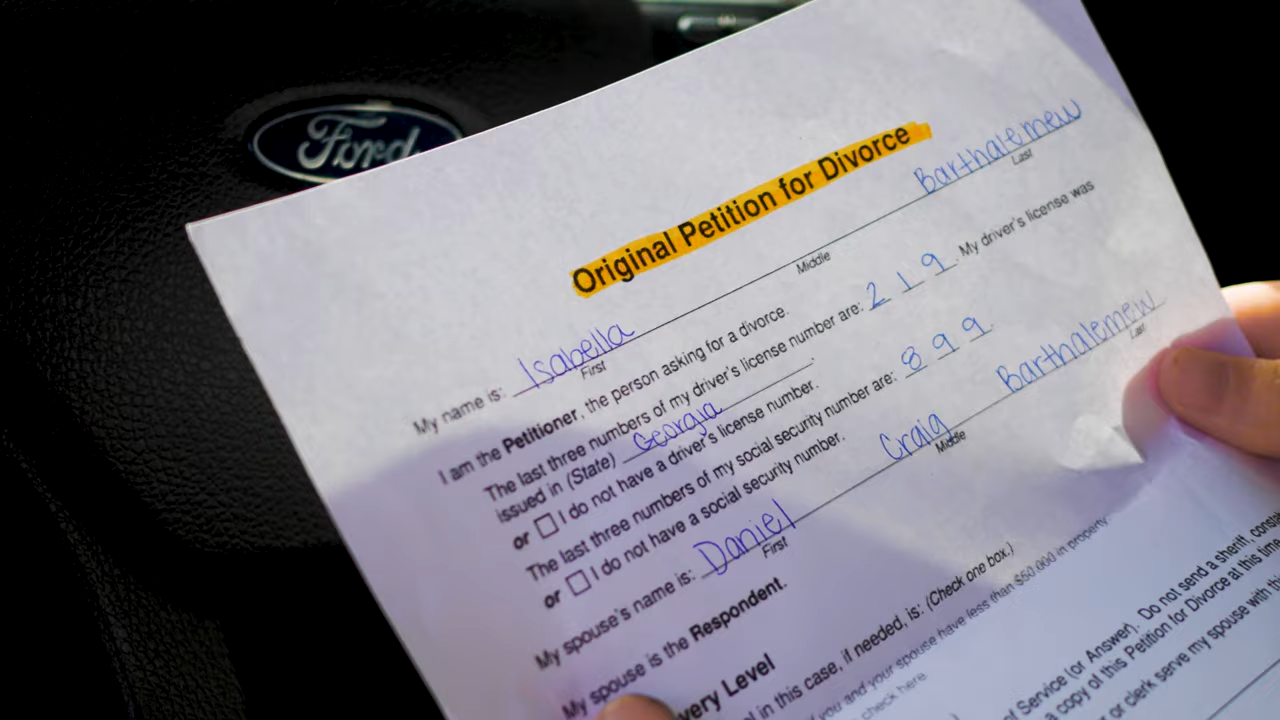 Ford
Original Petition for Divorce
My name is: Isabella Barthalemew
First Middle Last
I am the Petitioner, the person asking for a divorce.
The last three numbers of my driver's license number are: 2 1 9. My driver's license was
issued in (State) Georgia.
or I do not have a driver's license number.
The last three numbers of my social security number are: 8 9 9.
or I do not have a social security number.
My spouse's name is: Daniel Craig Barthalemew
First Middle Last
My spouse is the Respondent.
very Level
in this case, if needed, is: (Check one box.)
you and your spouse have less than $50,000 in property
check here
of Service (or Answer). Do not send a sheriff,
a copy of this Petition for Divorce at this time
or clerk serve my spouse with